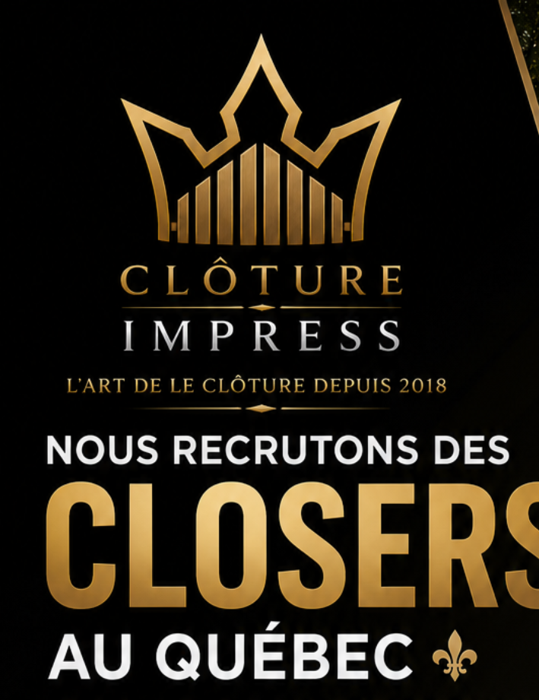 CLÔTURE
IMPRESS
L'ART DE LE CLÔTURE DEPUIS 2018
NOUS RECRUTONS DES
CLOSERS
AU QUÉBEC